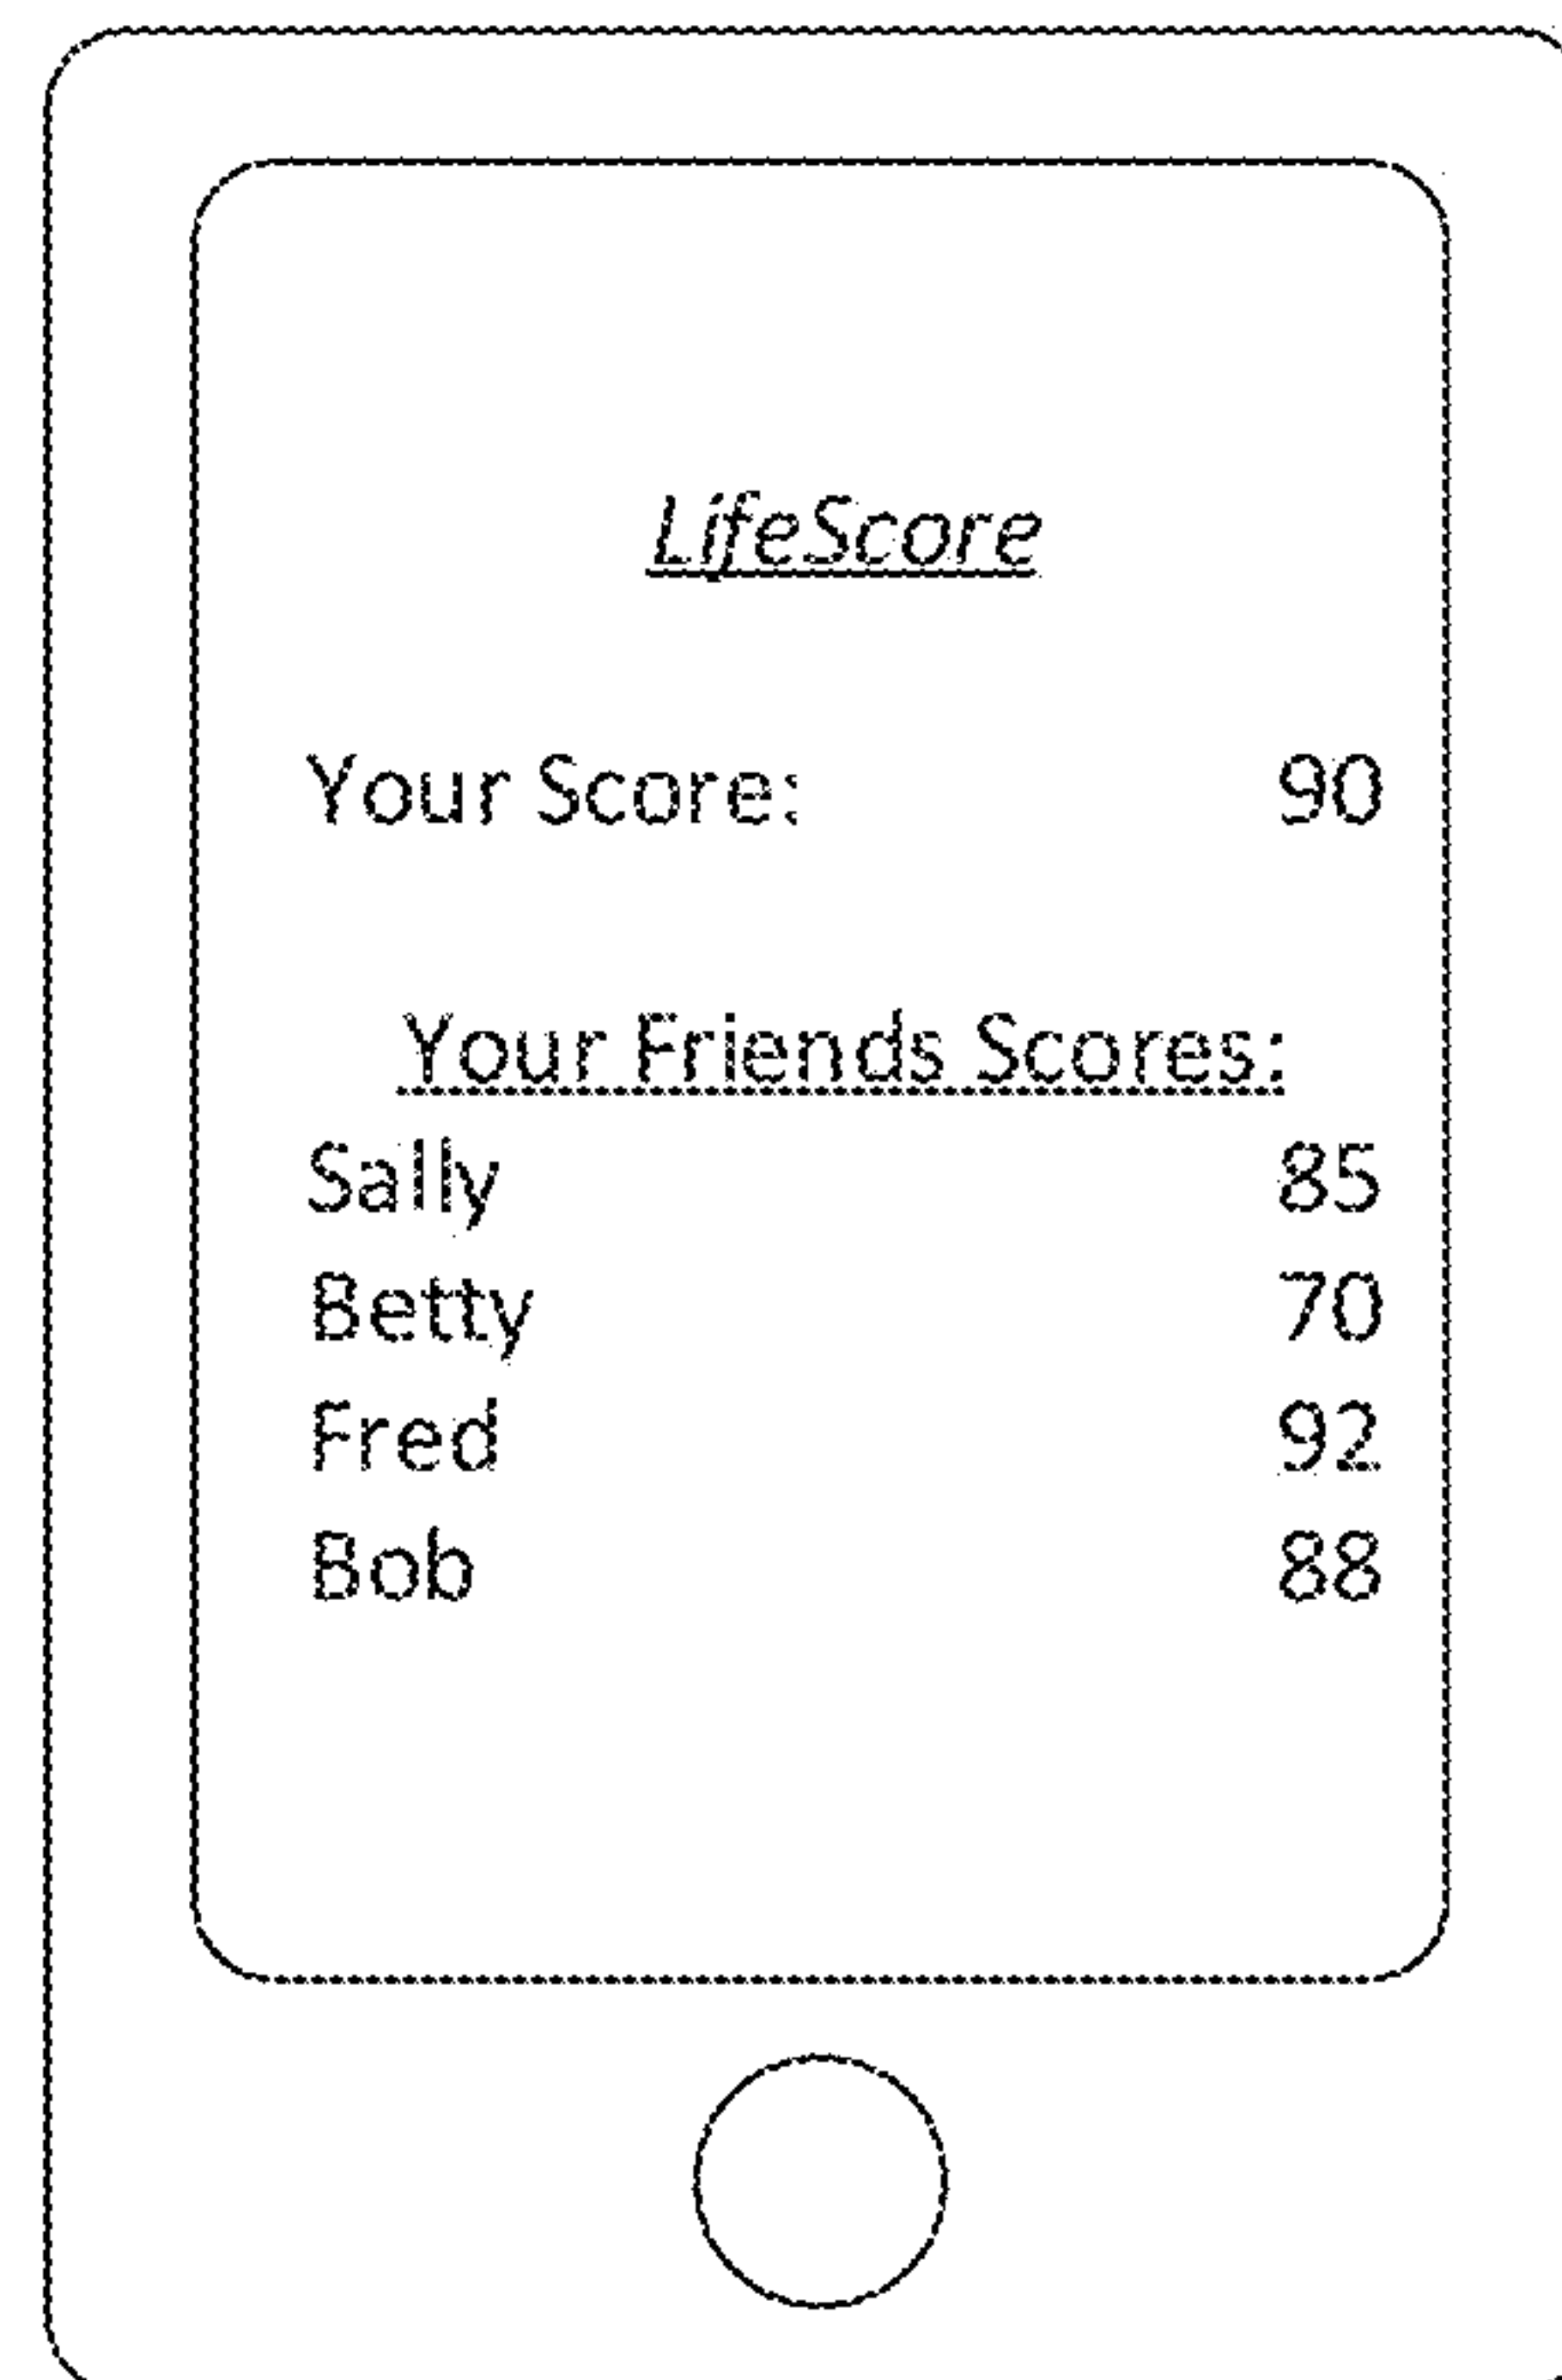 LifeScore
Your Score: 90
Your Friends Scores:
Sally 85
Betty 70
Fred 92
Bob 88